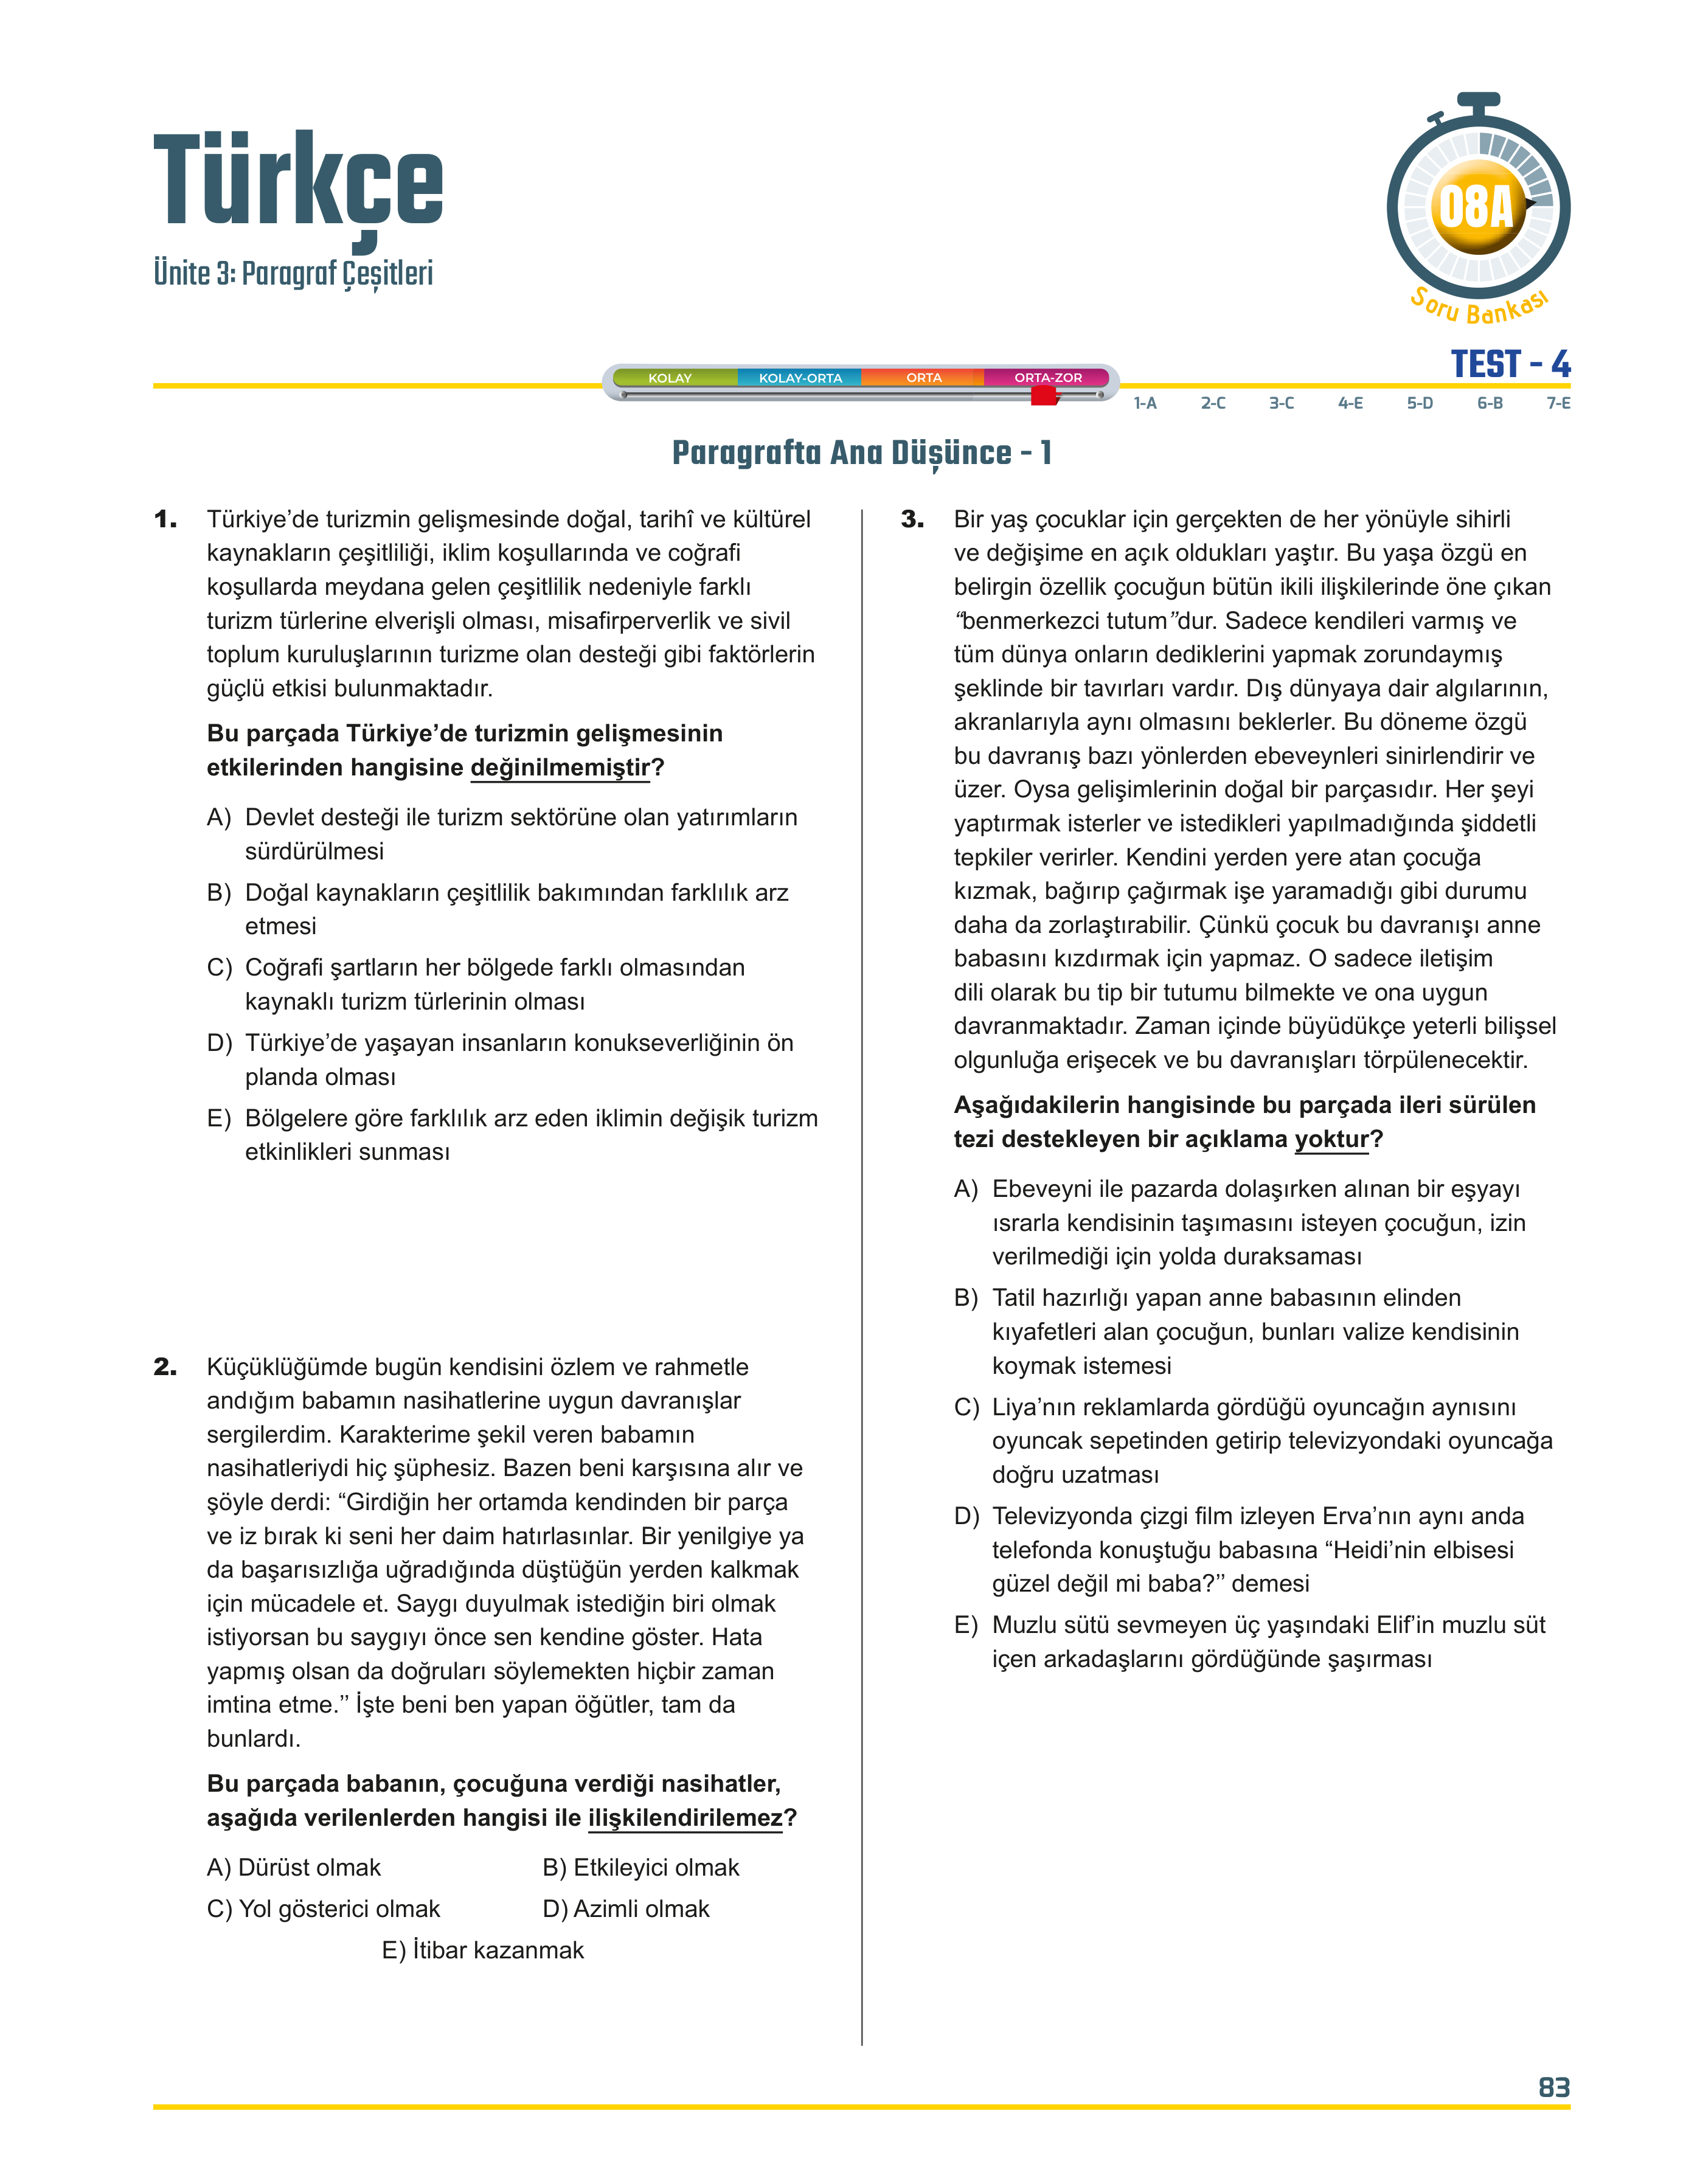 Türkçe
Ünite 3: Paragraf Çeşitleri
08A
Soru Bankası
TEST - 4
KOLAY KOLAY-ORTA ORTA ORTA-ZOR
1-A 2-C 3-C 4-E 5-D 6-B 7-E
Paragrafta Ana Düşünce - 1
1. Türkiye’de turizmin gelişmesinde doğal, tarihî ve kültürel
kaynakların çeşitliliği, iklim koşullarında ve coğrafi
koşullarda meydana gelen çeşitlilik nedeniyle farklı
turizm türlerine elverişli olması, misafirperverlik ve sivil
toplum kuruluşlarının turizme olan desteği gibi faktörlerin
güçlü etkisi bulunmaktadır.
Bu parçada Türkiye’de turizmin gelişmesinin
etkilerinden hangisine değinilmemiştir?
A) Devlet desteği ile turizm sektörüne olan yatırımların
sürdürülmesi
B) Doğal kaynakların çeşitlilik bakımından farklılık arz
etmesi
C) Coğrafi şartların her bölgede farklı olmasından
kaynaklı turizm türlerinin olması
D) Türkiye’de yaşayan insanların konukseverliğinin ön
planda olması
E) Bölgelere göre farklılık arz eden iklimin değişik turizm
etkinlikleri sunması
2. Küçüklüğümde bugün kendisini özlem ve rahmetle
andığım babamın nasihatlerine uygun davranışlar
sergilerdim. Karakterime şekil veren babamın
nasihatleriydi hiç şüphesiz. Bazen beni karşısına alır ve
şöyle derdi: “Girdiğin her ortamda kendinden bir parça
ve iz bırak ki seni her daim hatırlasınlar. Bir yenilgiye ya
da başarısızlığa uğradığında düştüğün yerden kalkmak
için mücadele et. Saygı duyulmak istediğin biri olmak
istiyorsan bu saygıyı önce sen kendine göster. Hata
yapmış olsan da doğruları söylemekten hiçbir zaman
imtina etme.’’ İşte beni ben yapan öğütler, tam da
bunlardı.
Bu parçada babanın, çocuğuna verdiği nasihatler,
aşağıda verilenlerden hangisi ile ilişkilendirilemez?
A) Dürüst olmak B) Etkileyici olmak
C) Yol gösterici olmak D) Azimli olmak
E) İtibar kazanmak
3. Bir yaş çocuklar için gerçekten de her yönüyle sihirli
ve değişime en açık oldukları yaştır. Bu yaşa özgü en
belirgin özellik çocuğun bütün ikili ilişkilerinde öne çıkan
“benmerkezci tutum”dur. Sadece kendileri varmış ve
tüm dünya onların dediklerini yapmak zorundaymış
şeklinde bir tavırları vardır. Dış dünyaya dair algılarının,
akranlarıyla aynı olmasını beklerler. Bu döneme özgü
bu davranış bazı yönlerden ebeveynleri sinirlendirir ve
üzer. Oysa gelişimlerinin doğal bir parçasıdır. Her şeyi
yaptırmak isterler ve istedikleri yapılmadığında şiddetli
tepkiler verirler. Kendini yerden yere atan çocuğa
kızmak, bağırıp çağırmak işe yaramadığı gibi durumu
daha da zorlaştırabilir. Çünkü çocuk bu davranışı anne
babasını kızdırmak için yapmaz. O sadece iletişim
dili olarak bu tip bir tutumu bilmekte ve ona uygun
davranmaktadır. Zaman içinde büyüdükçe yeterli bilişsel
olgunluğa erişecek ve bu davranışları törpülenecektir.
Aşağıdakilerin hangisinde bu parçada ileri sürülen
tezi destekleyen bir açıklama yoktur?
A) Ebeveyni ile pazarda dolaşırken alınan bir eşyayı
ısrarla kendisinin taşımasını isteyen çocuğun, izin
verilmediği için yolda duraksaması
B) Tatil hazırlığı yapan anne babasının elinden
kıyafetleri alan çocuğun, bunları valize kendisinin
koymak istemesi
C) Liya’nın reklamlarda gördüğü oyuncağın aynısını
oyuncak sepetinden getirip televizyondaki oyuncağa
doğru uzatması
D) Televizyonda çizgi film izleyen Erva’nın aynı anda
telefonda konuştuğu babasına “Heidi’nin elbisesi
güzel değil mi baba?’’ demesi
E) Muzlu sütü sevmeyen üç yaşındaki Elif’in muzlu süt
içen arkadaşlarını gördüğünde şaşırması
83